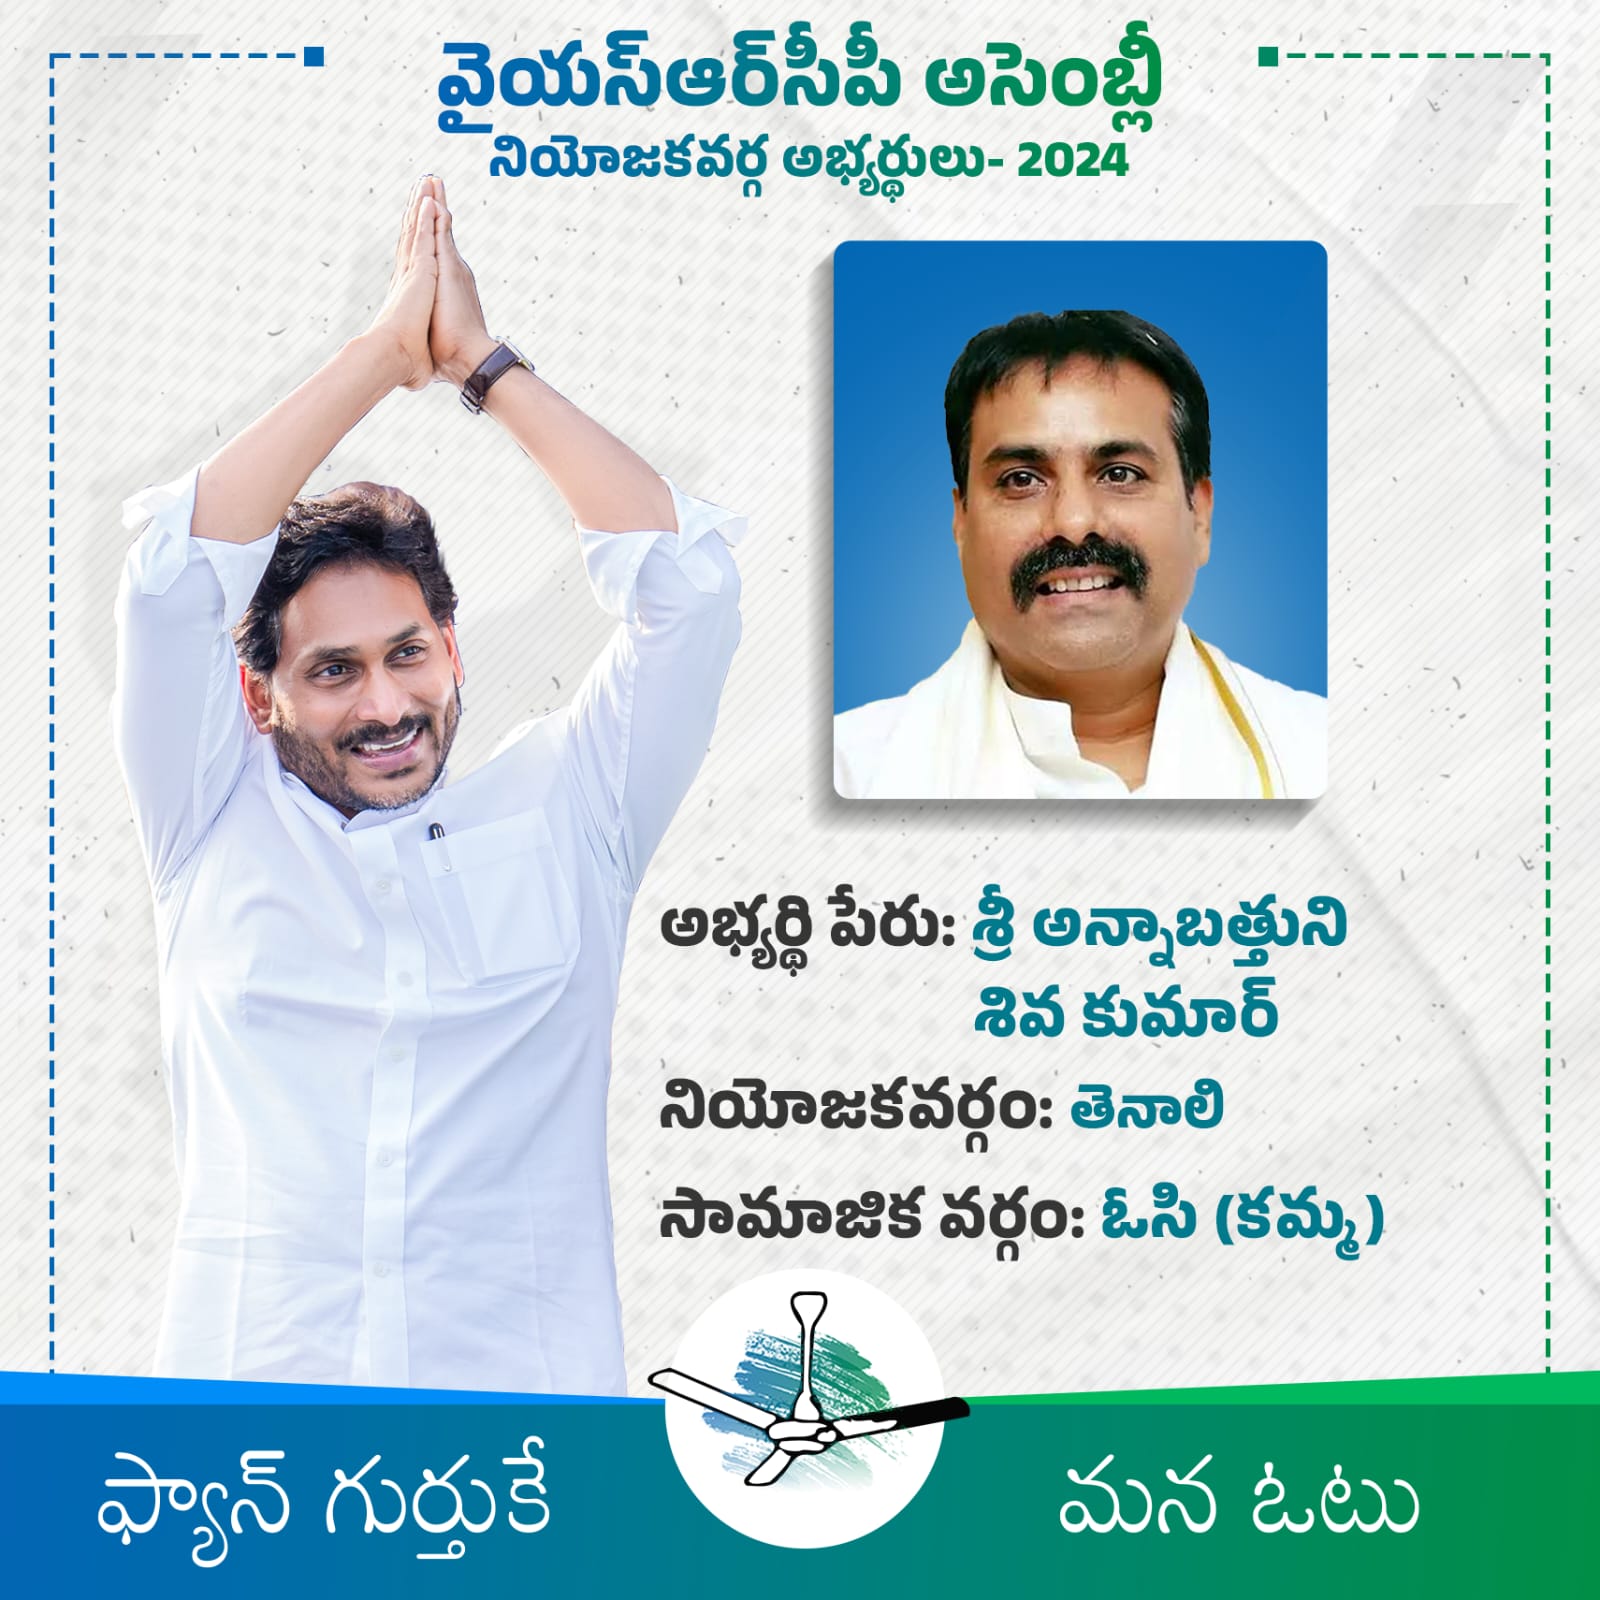 వైయస్ఆర్‌సీపీ అసెంబ్లీ
నియోజకవర్గ అభ్యర్థులు- 2024
అభ్యర్థి పేరు: శ్రీ అన్నాబత్తుని
శివ కుమార్
నియోజకవర్గం: తెనాలి
సామాజిక వర్గం: ఓసి (కమ్మ)
ఫ్యాన్ గుర్తుకే మన ఓటు